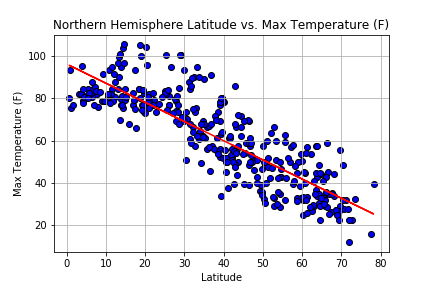 Northern Hemisphere Latitude vs. Max Temperature (F)
100
80
60
40
20
Max Temperature (F)
0 10 20 30 40 50 60 70 80
Latitude